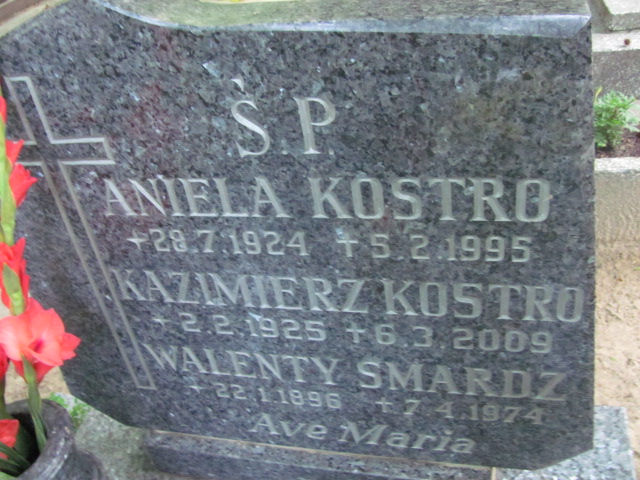 Ś.P.
ANIELA KOSTRO
+28.7.1924 +5.2.1995
KAZIMIERZ KOSTRO
+2.2.1925 +6.3.2009
WALENTY SMARDZ
+22.1.1896 +7.4.1974
Ave Maria